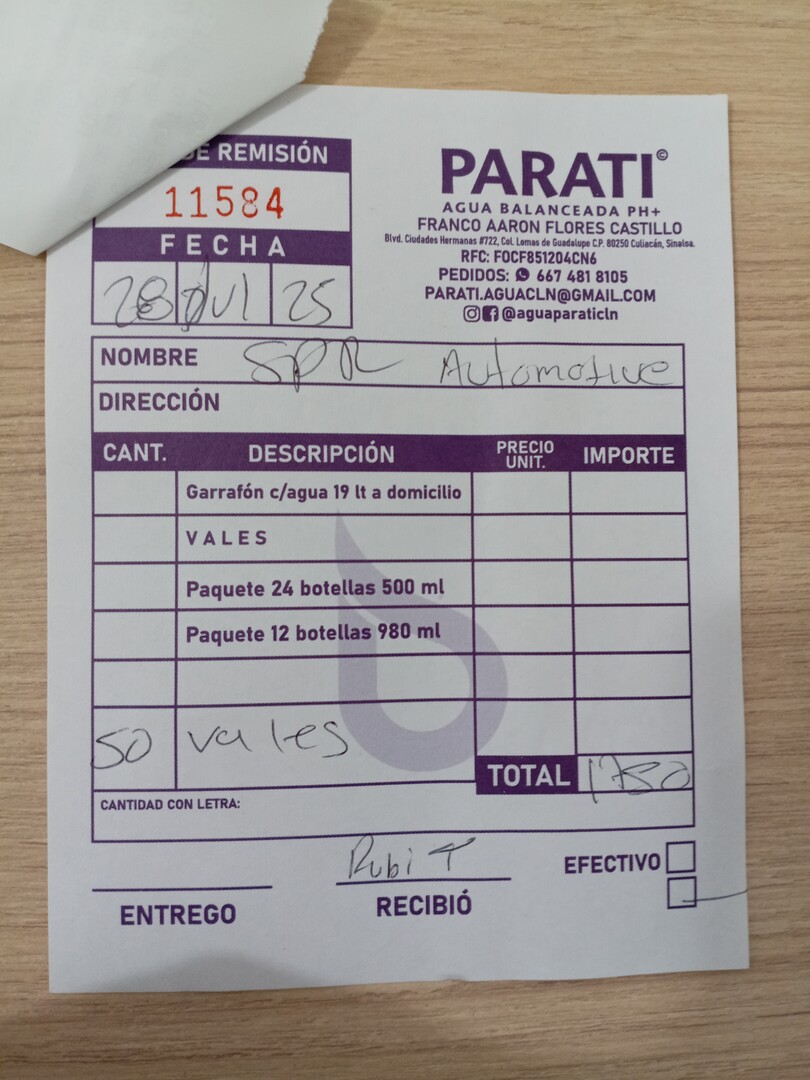 DE REMISIÓN
11584
FECHA
28 Jul 25
PARATI©
AGUA BALANCEADA PH+
FRANCO AARON FLORES CASTILLO
Blvd. Ciudades Hermanas #722, Col. Lomas de Guadalupe C.P. 80250 Culiacán, Sinaloa.
RFC: FOCF851204CN6
PEDIDOS: 667 481 8105
PARATI.AGUACLN@GMAIL.COM
@aguaparaticln
NOMBRE SPR Automotive
DIRECCIÓN
CANT. DESCRIPCIÓN PRECIO UNIT. IMPORTE
Garrafón c/agua 19 lt a domicilio
VALES
Paquete 24 botellas 500 ml
Paquete 12 botellas 980 ml
50 vales
TOTAL 1750
CANTIDAD CON LETRA:
Rubi T
EFECTIVO
ENTREGO RECIBIÓ